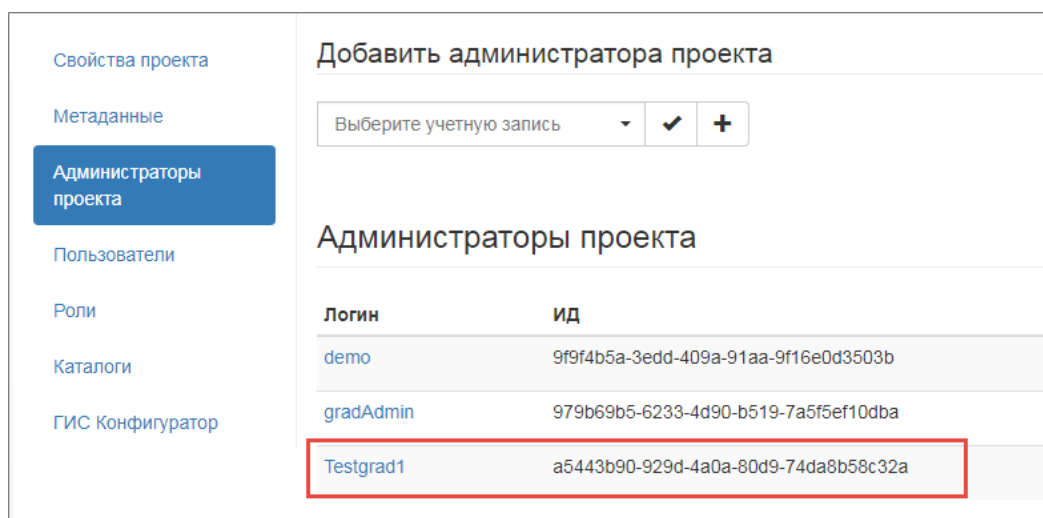 Свойства проекта
Метаданные
Администраторы
проекта
Пользователи
Роли
Каталоги
ГИС Конфигуратор
Добавить администратора проекта
Выберите учетную запись
Администраторы проекта
Логин ИД
demo 9f9f4b5a-3edd-409a-91aa-9f16e0d3503b
gradAdmin 979b69b5-6233-4d90-b519-7a5f5ef10dba
Testgrad1 a5443b90-929d-4a0a-80d9-74da8b58c32a